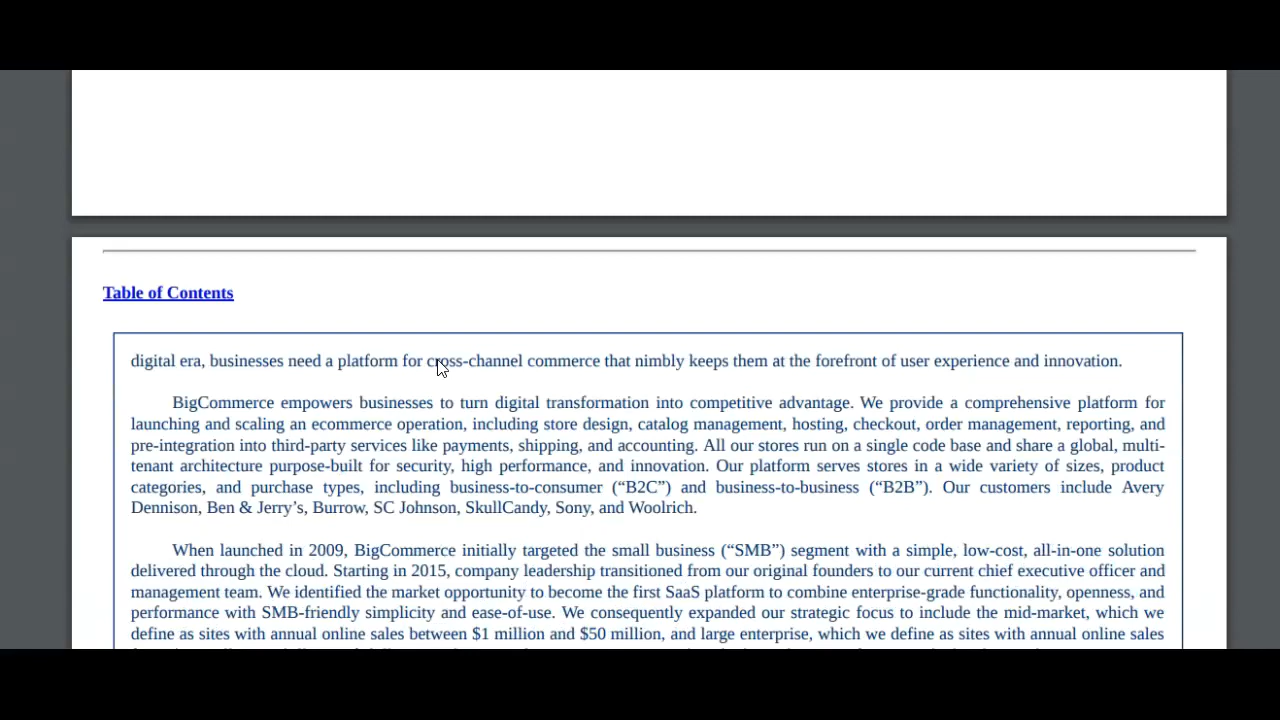 Table of Contents
digital era, businesses need a platform for cross-channel commerce that nimbly keeps them at the forefront of user experience and innovation.
BigCommerce empowers businesses to turn digital transformation into competitive advantage. We provide a comprehensive platform for
launching and scaling an ecommerce operation, including store design, catalog management, hosting, checkout, order management, reporting, and
pre-integration into third-party services like payments, shipping, and accounting. All our stores run on a single code base and share a global, multi-
tenant architecture purpose-built for security, high performance, and innovation. Our platform serves stores in a wide variety of sizes, product
categories, and purchase types, including business-to-consumer (“B2C”) and business-to-business (“B2B”). Our customers include Avery
Dennison, Ben & Jerry’s, Burrow, SC Johnson, SkullCandy, Sony, and Woolrich.
When launched in 2009, BigCommerce initially targeted the small business (“SMB”) segment with a simple, low-cost, all-in-one solution
delivered through the cloud. Starting in 2015, company leadership transitioned from our original founders to our current chief executive officer and
management team. We identified the market opportunity to become the first SaaS platform to combine enterprise-grade functionality, openness, and
performance with SMB-friendly simplicity and ease-of-use. We consequently expanded our strategic focus to include the mid-market, which we
define as sites with annual online sales between $1 million and $50 million, and large enterprise, which we define as sites with annual online sales